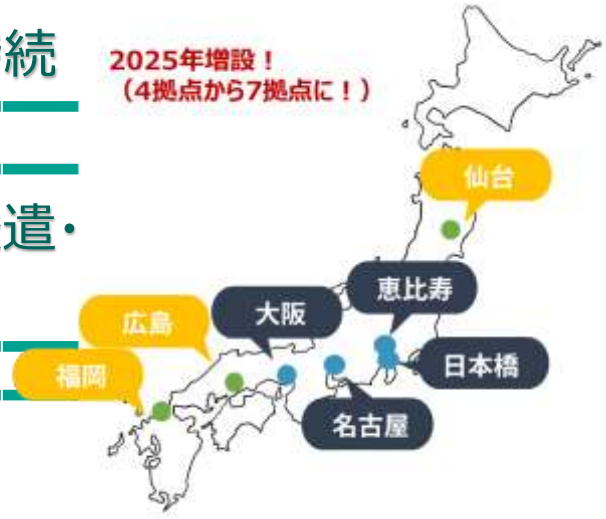 続
2025年増設！
（4拠点から7拠点に！）
仙台
遣・
恵比寿
大阪
広島
日本橋
福岡
名古屋